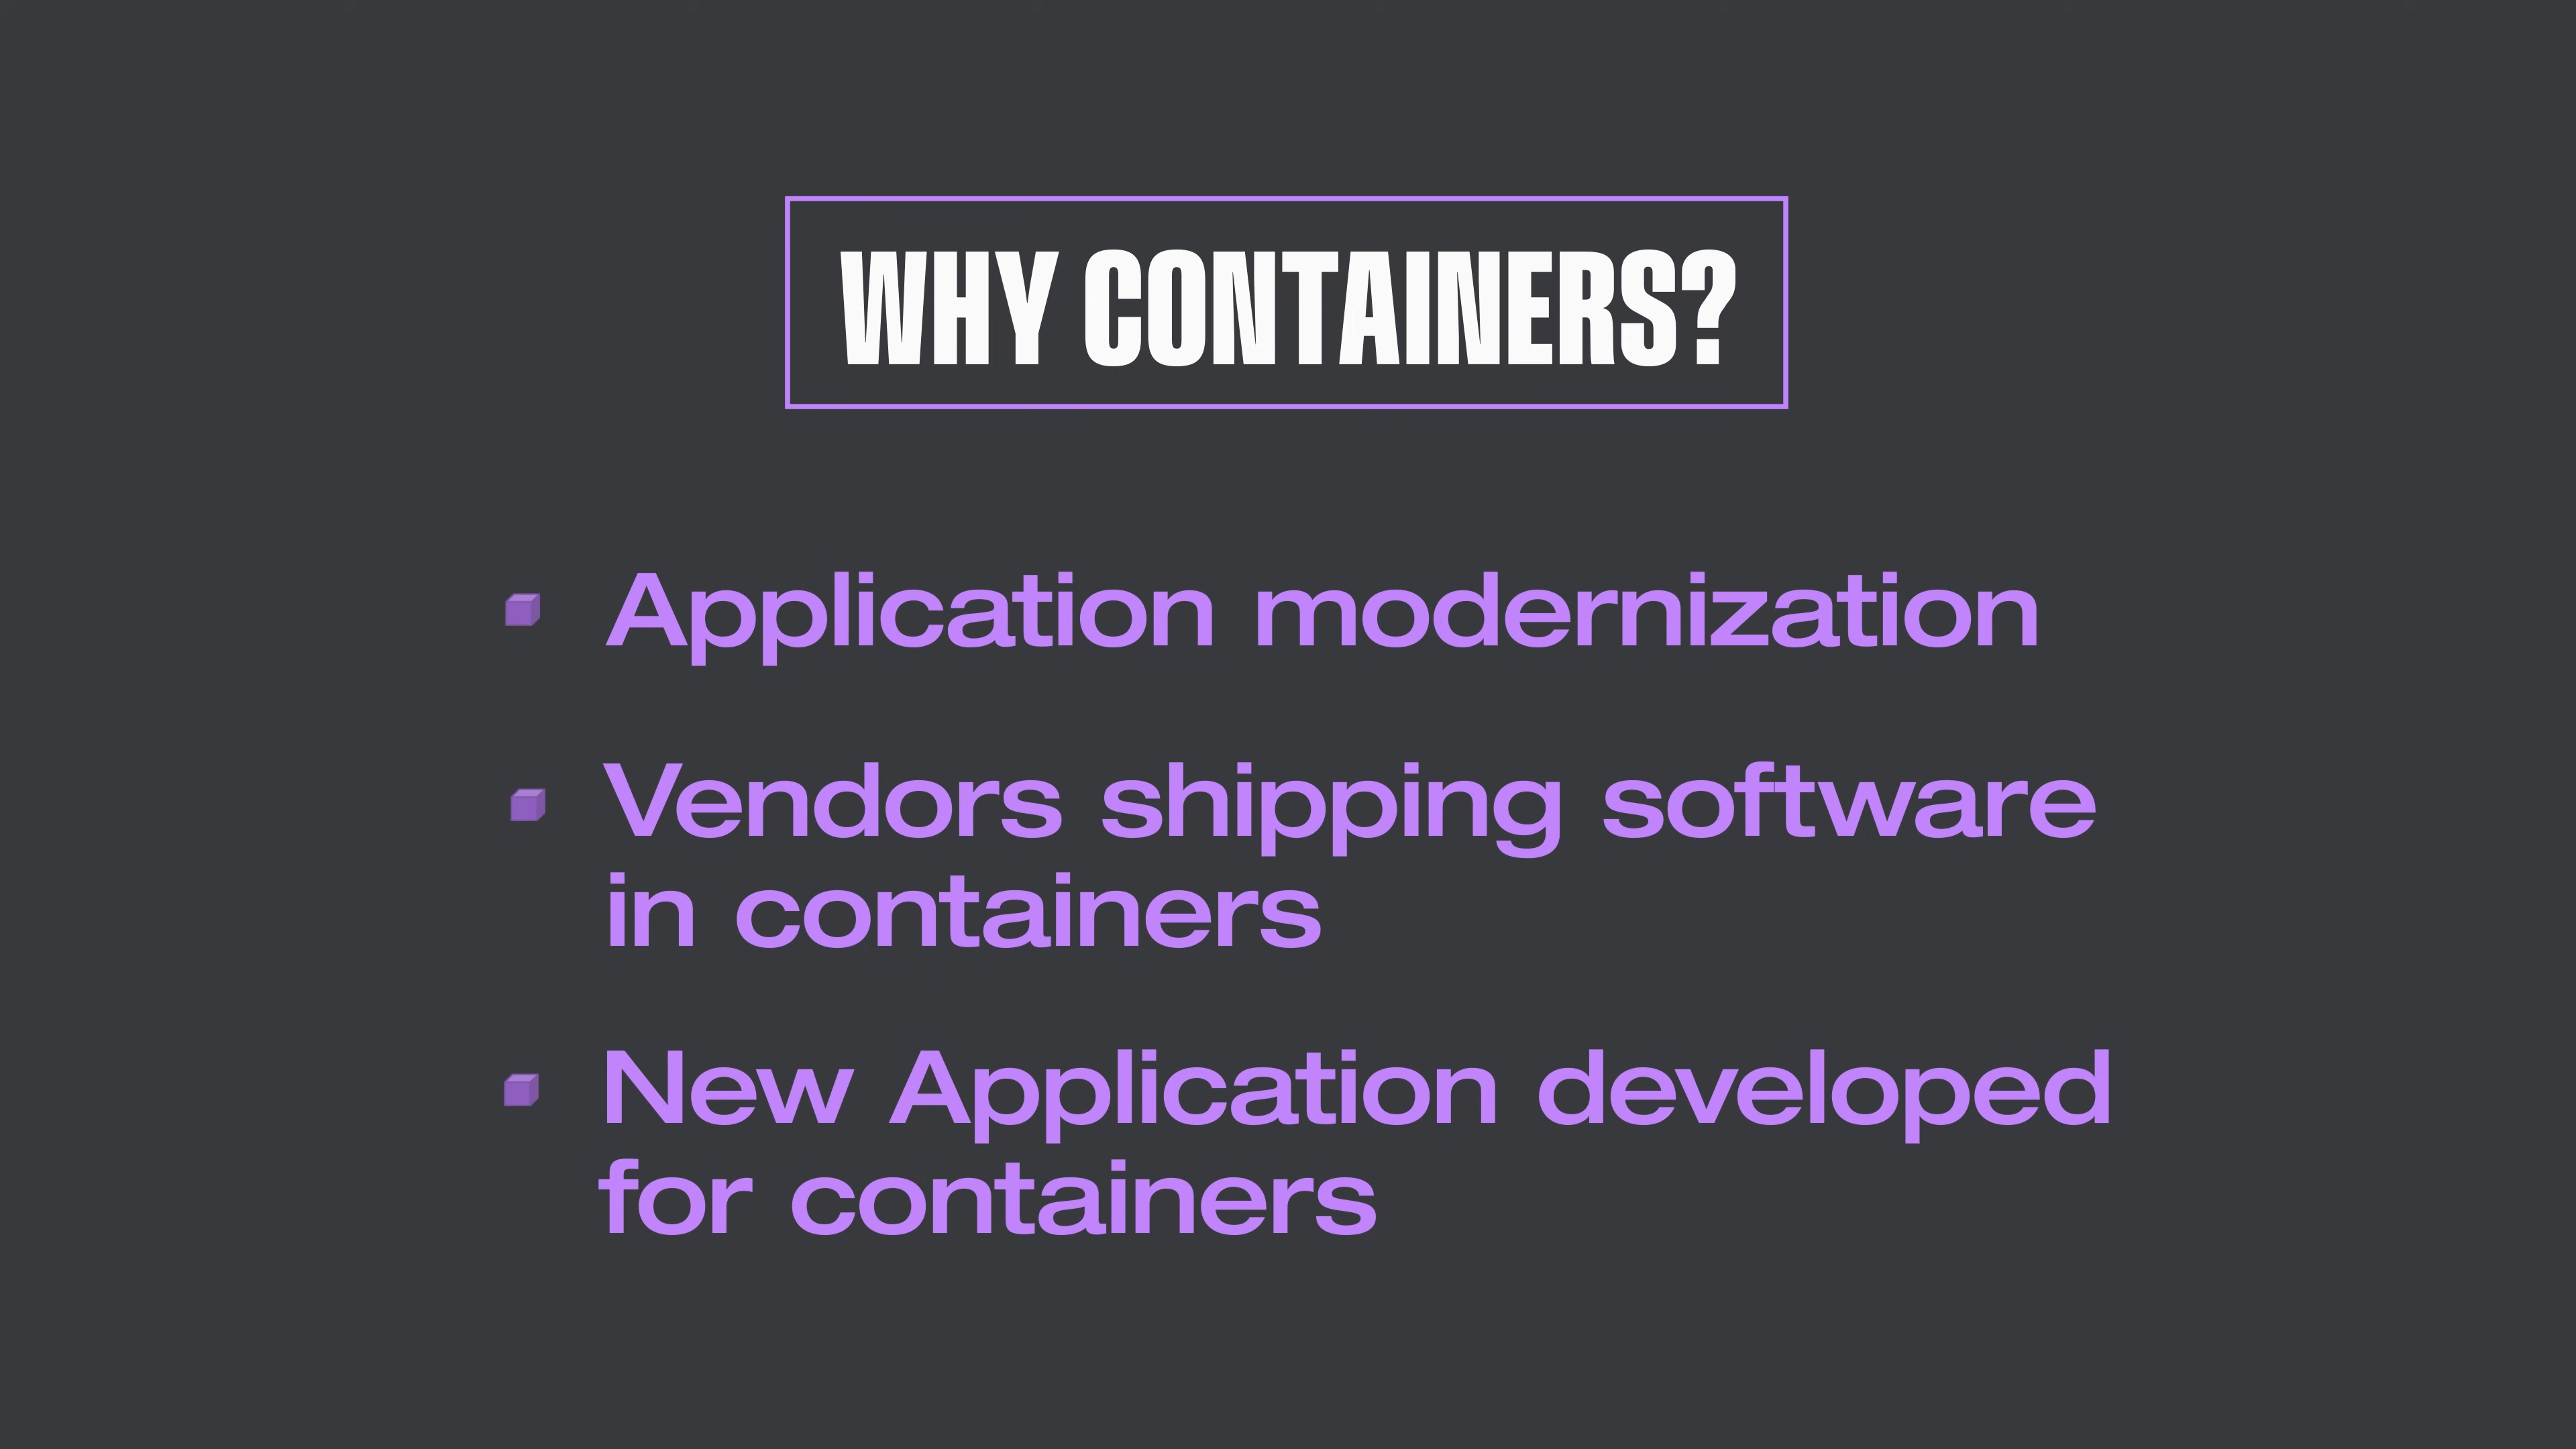 WHY CONTAINERS?
Application modernization
Vendors shipping software
in containers
New Application developed
for containers